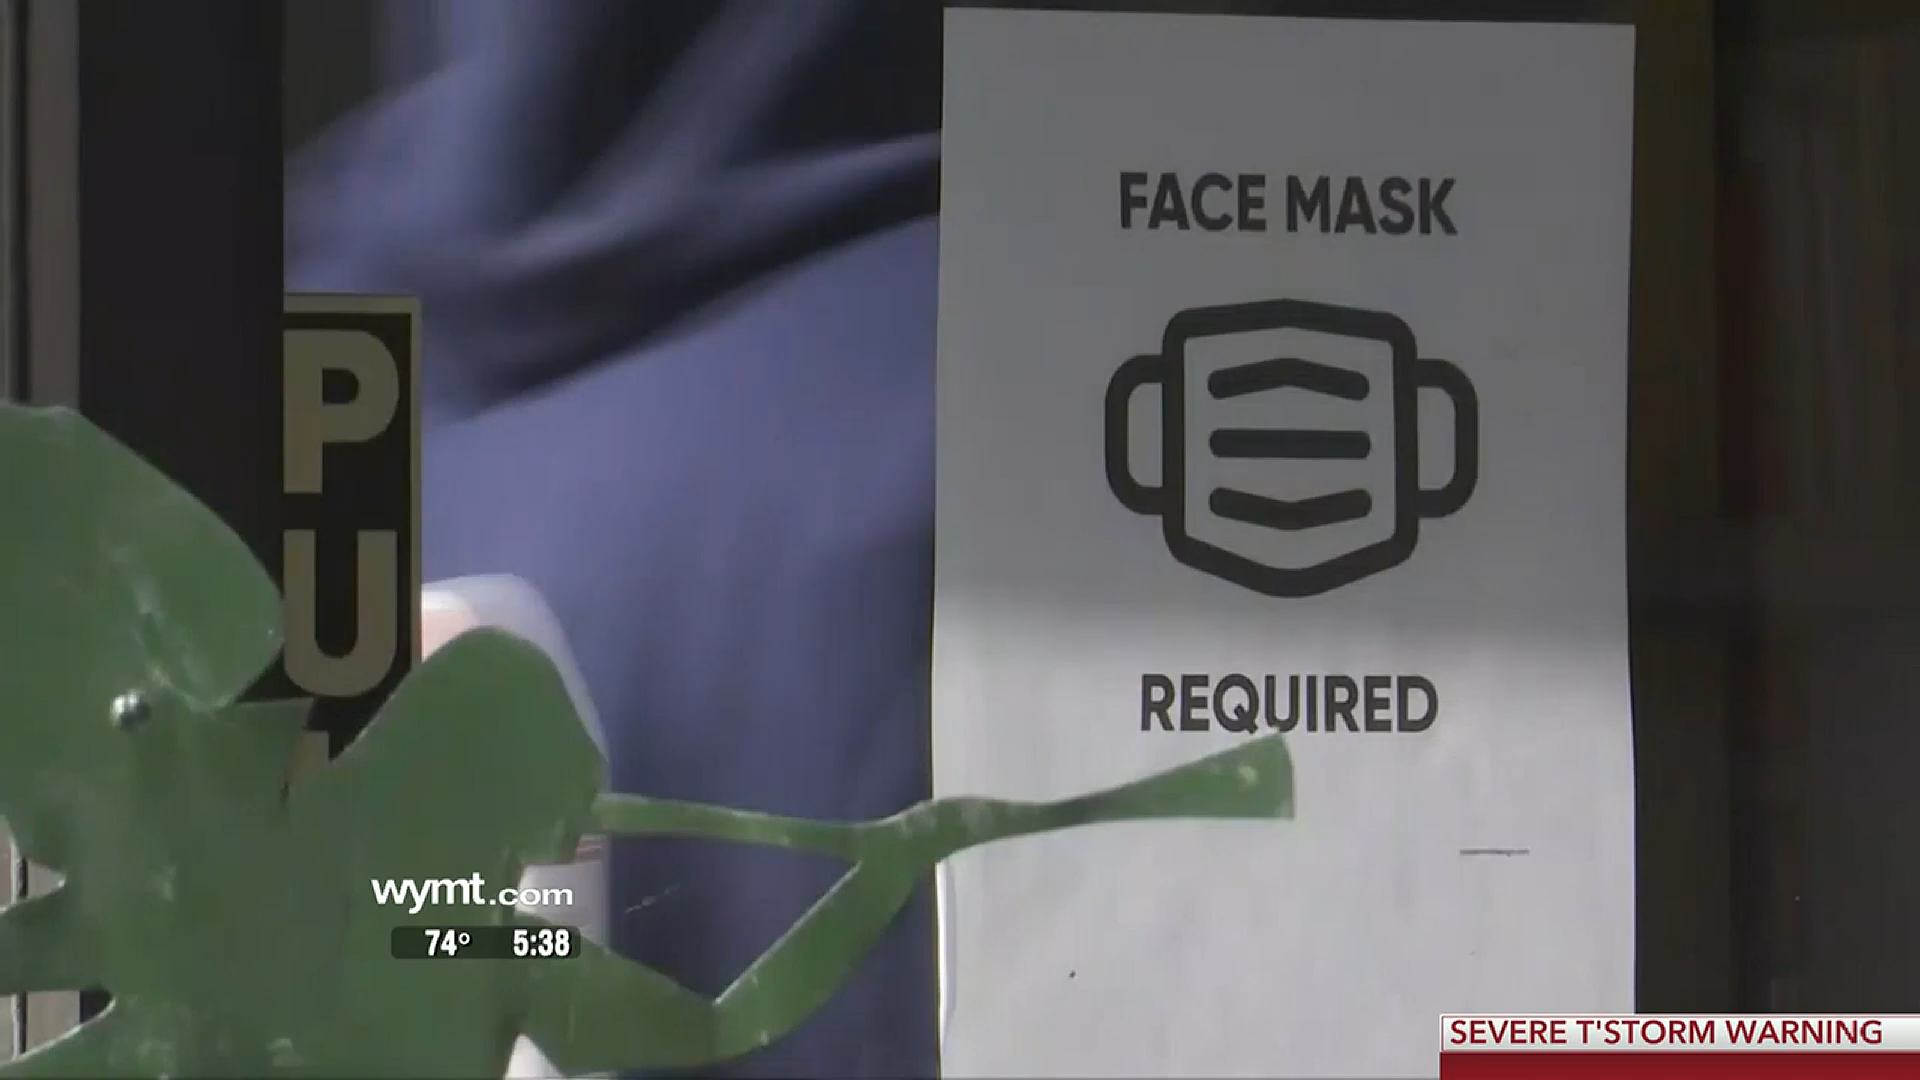 FACE MASK
REQUIRED
P
U
wymt.com
74° 5:38
SEVERE T'STORM WARNING